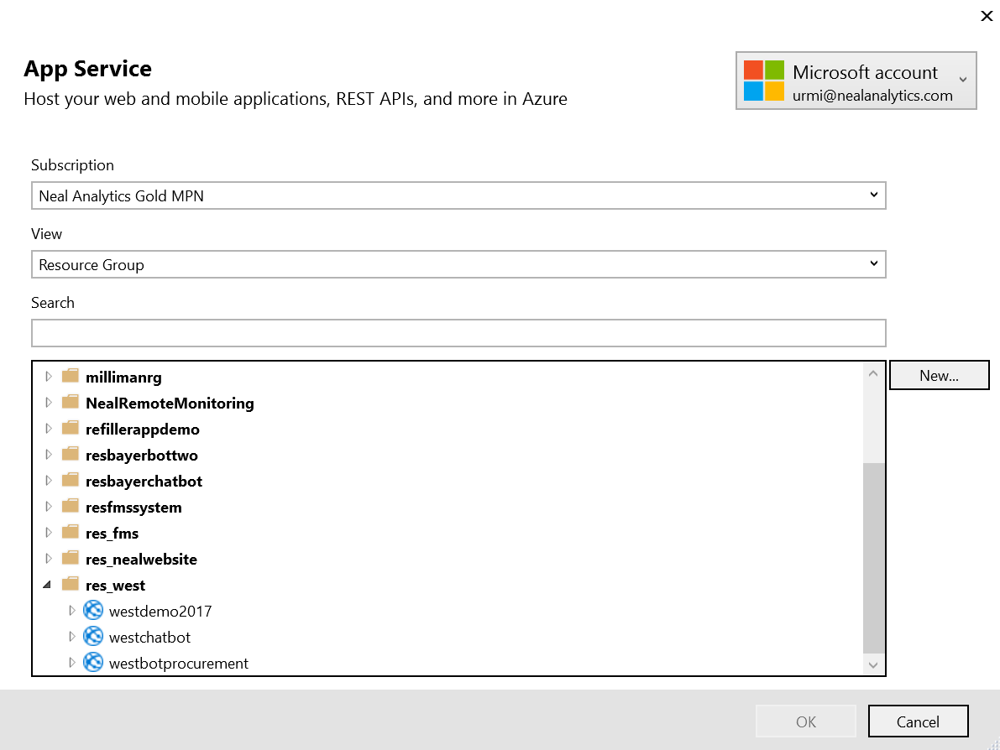 App Service
Host your web and mobile applications, REST APIs, and more in Azure
Microsoft account
urmi@nealanalytics.com
Subscription
Neal Analytics Gold MPN
View
Resource Group
Search
New...
millimanrg
NealRemoteMonitoring
refillerappdemo
resbayerbottwo
resbayerchatbot
resfmssystem
res_fms
res_nealwebsite
res_west
westdemo2017
westchatbot
westbotprocurement
OK
Cancel